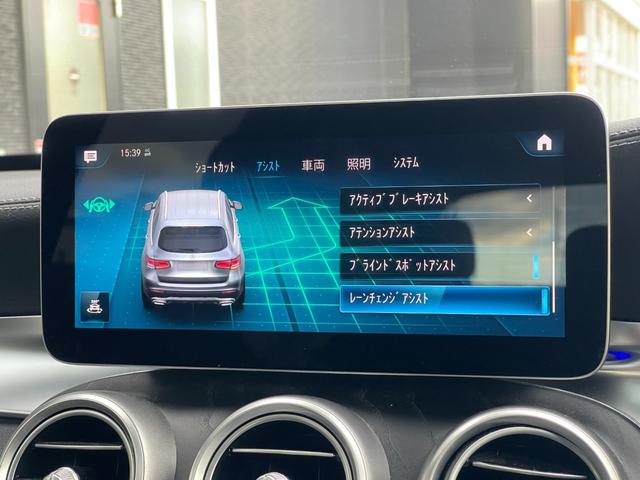 15:39
ショートカット アシスト 車両 照明 システム
アクティブ ブレーキアシスト
アテンションアシスト
ブラインドスポットアシスト
レーンチェンジアシスト